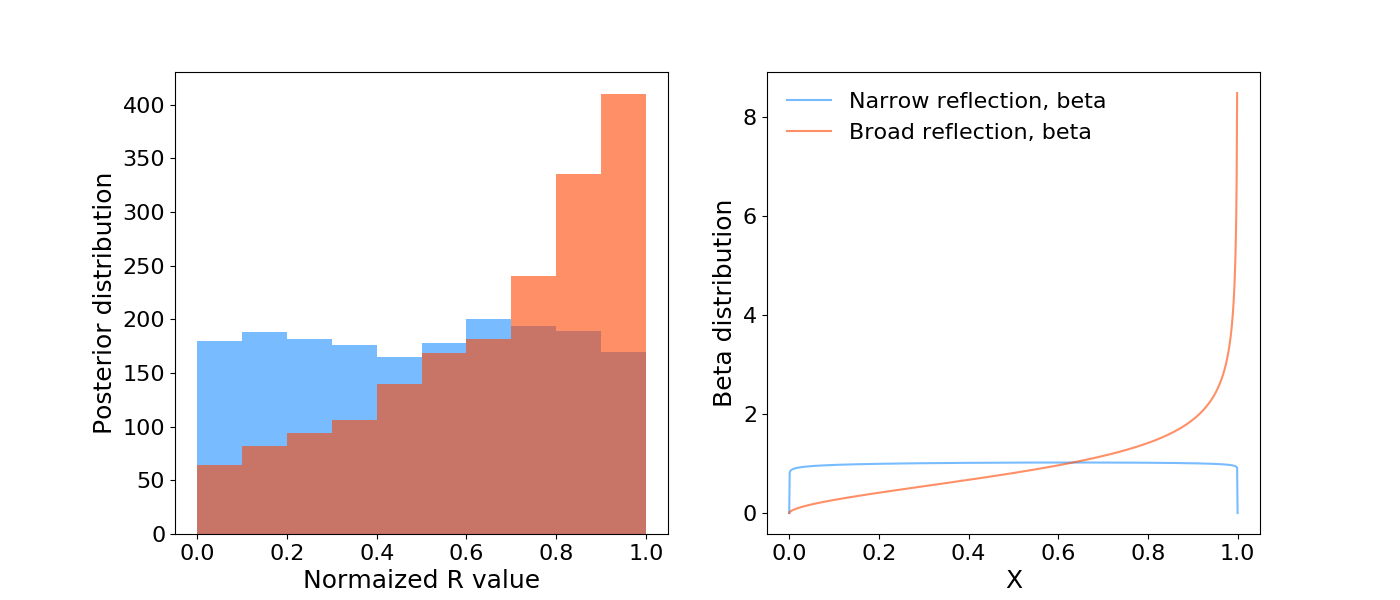 400
350
300
250
200
150
100
50
0
0.0 0.2 0.4 0.6 0.8 1.0
Posterior distribution
Normaized R value
Narrow reflection, beta
Broad reflection, beta
8
6
4
2
0
0.0 0.2 0.4 0.6 0.8 1.0
Beta distribution
X